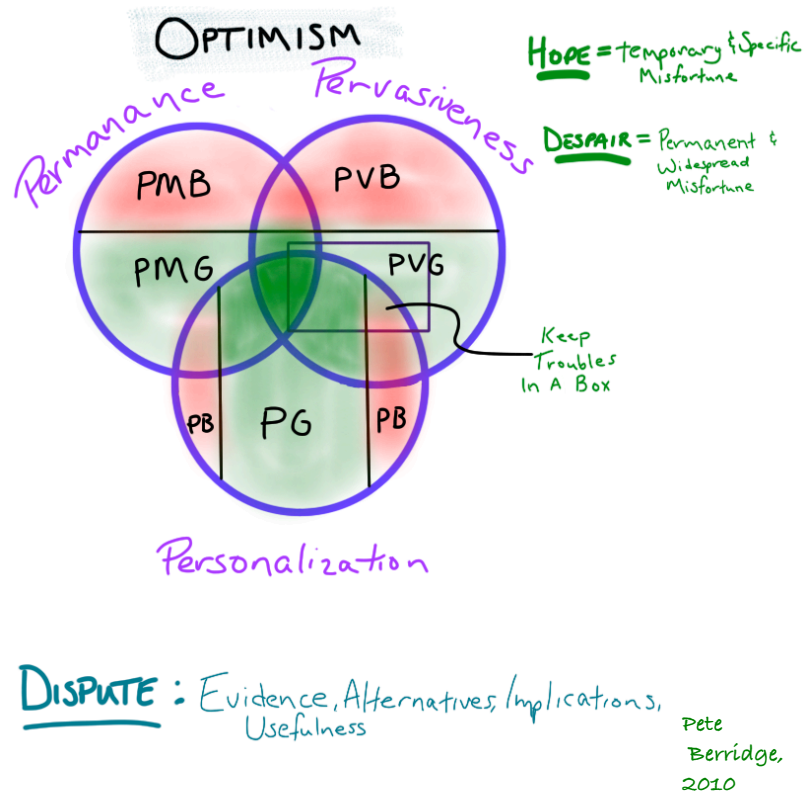 OPTIMISM
HOPE = temporary & Specific
Misfortune
DESPAIR = Permanent &
Widespread
Misfortune
Permanance
Pervasiveness
PMB
PVB
PMG
PVG
Keep
Troubles
In A Box
PB
PG
PB
Personalization
DISPUTE : Evidence, Alternatives, Implications,
Usefulness
Pete
Berridge,
2010